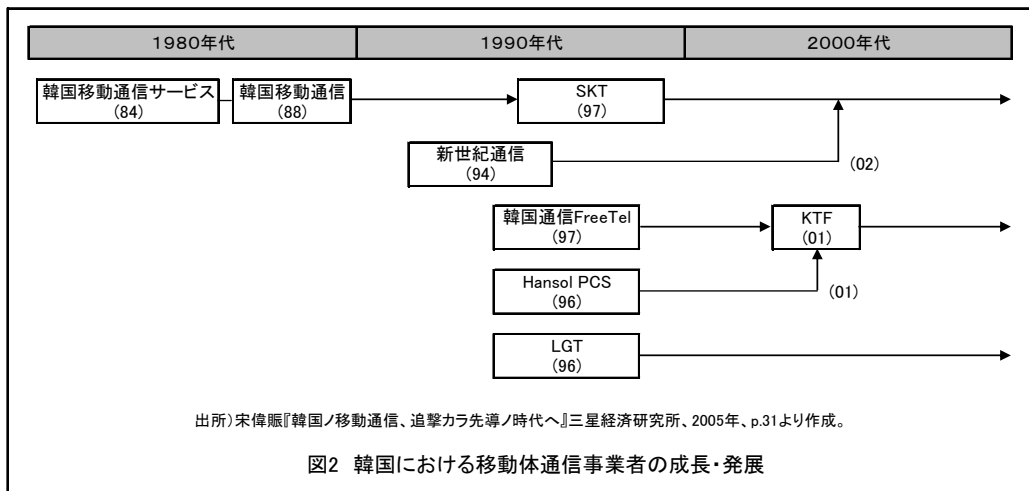 1980年代 1990年代 2000年代
韓国移動通信サービス 韓国移動通信 SKT
(84) (88) (97)
新世紀通信
(94)
(02)
韓国通信FreeTel KTF
(97) (01)
Hansol PCS
(96)
(01)
LGT
(96)
出所)宋偉賑『韓国ノ移動通信、追撃カラ先導ノ時代ヘ』三星経済研究所、2005年、p.31より作成。
図2 韓国における移動体通信事業者の成長・発展